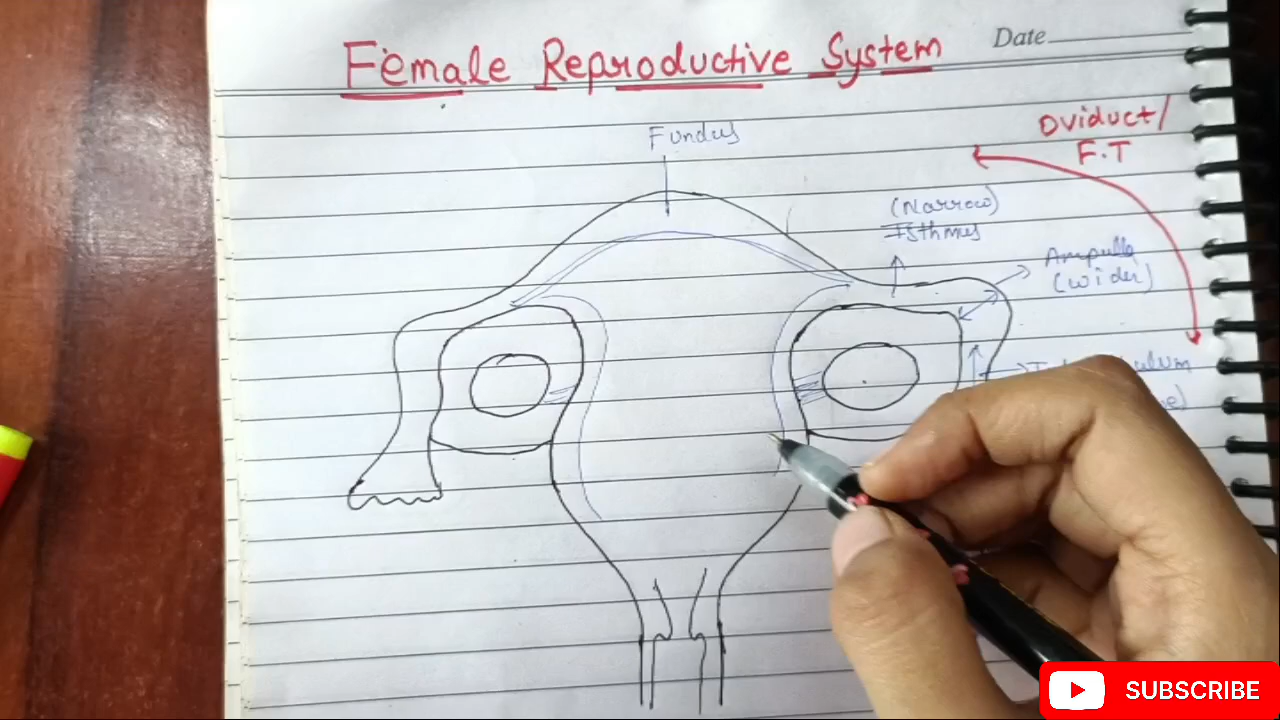 Female Reproductive System
Date
Oviduct/
F.T
Fundus
(Narrow)
Isthmus
Ampulla
(wider)
SUBSCRIBE